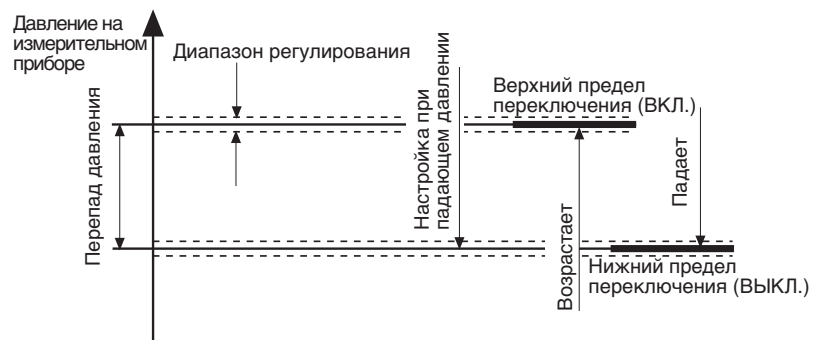 Давление на
измерительном
приборе
Диапазон регулирования
Перепад давления
Настройка при
падающем давлении
Верхний предел
переключения (ВКЛ.)
Возрастает
Падает
Нижний предел
переключения (ВЫКЛ.)